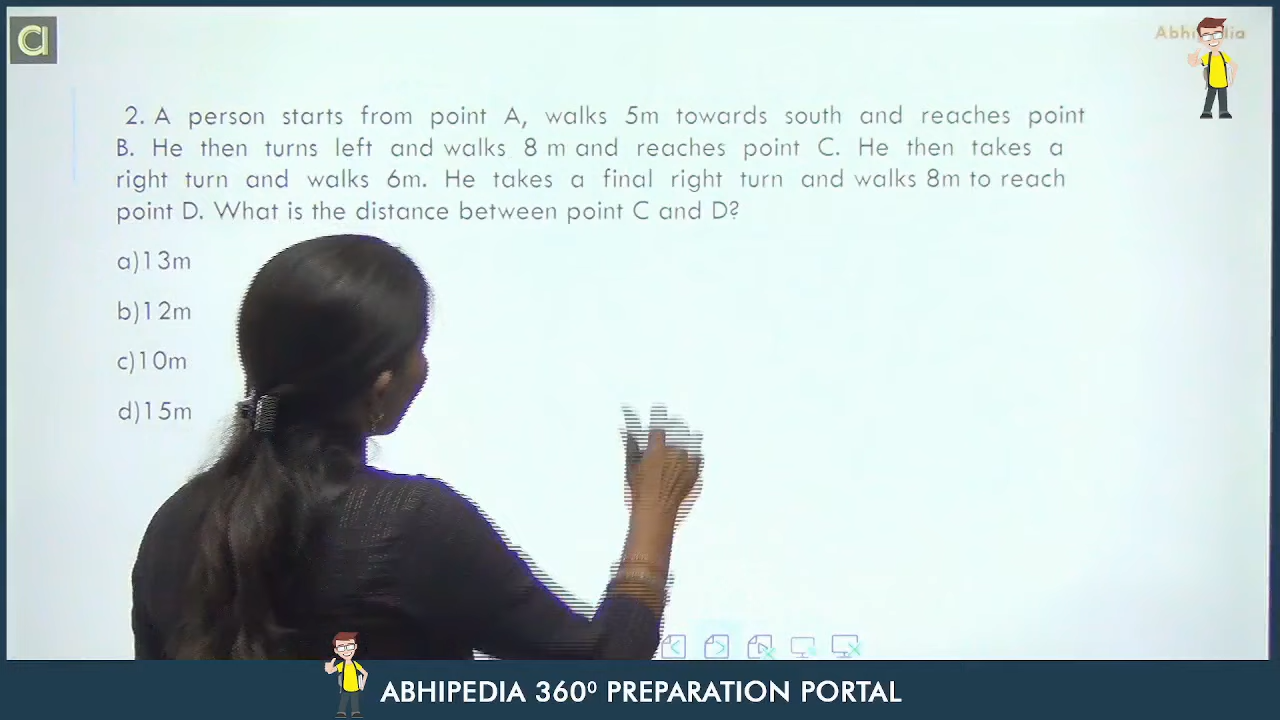 a
2. A person starts from point A, walks 5m towards south and reaches point
B. He then turns left and walks 8 m and reaches point C. He then takes a
right turn and walks 6m. He takes a final right turn and walks 8m to reach
point D. What is the distance between point C and D?
a)13m
b)12m
c)10m
d)15m
ABHIPEDIA 360⁰ PREPARATION PORTAL